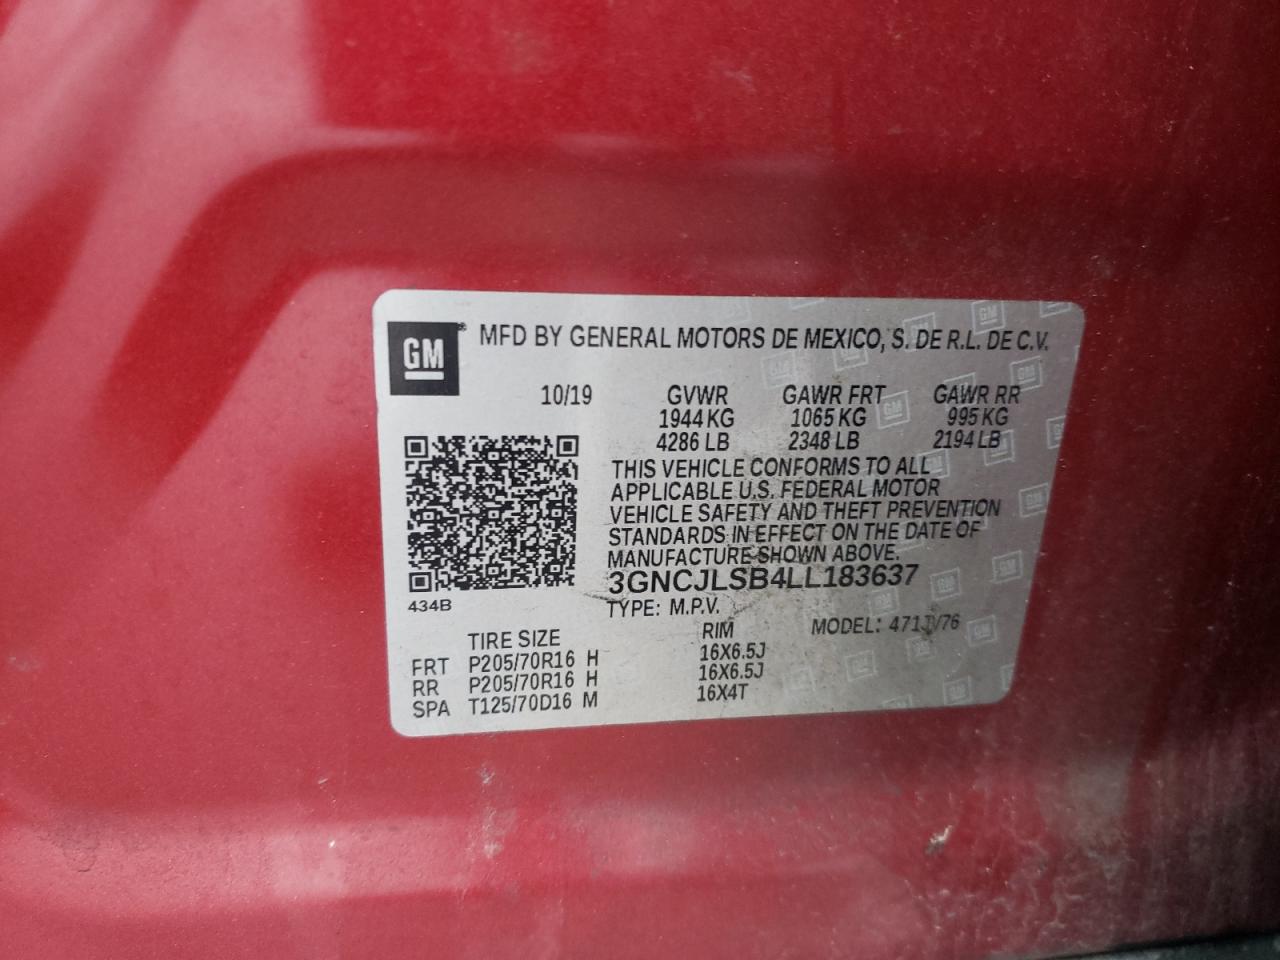 GM
MFD BY GENERAL MOTORS DE MEXICO, S. DE R.L. DE C.V.
10/19 GVWR GAWR FRT GAWR RR
1944 KG 1065 KG 995 KG
4286 LB 2348 LB 2194 LB
THIS VEHICLE CONFORMS TO ALL
APPLICABLE U.S. FEDERAL MOTOR
VEHICLE SAFETY AND THEFT PREVENTION
STANDARDS IN EFFECT ON THE DATE OF
MANUFACTURE SHOWN ABOVE.
3GNCJLSB4LL183637
434B
TYPE: M.P.V.
MODEL: 471JV76
TIRE SIZE RIM
FRT P205/70R16 H 16X6.5J
RR P205/70R16 H 16X6.5J
SPA T125/70D16 M 16X4T